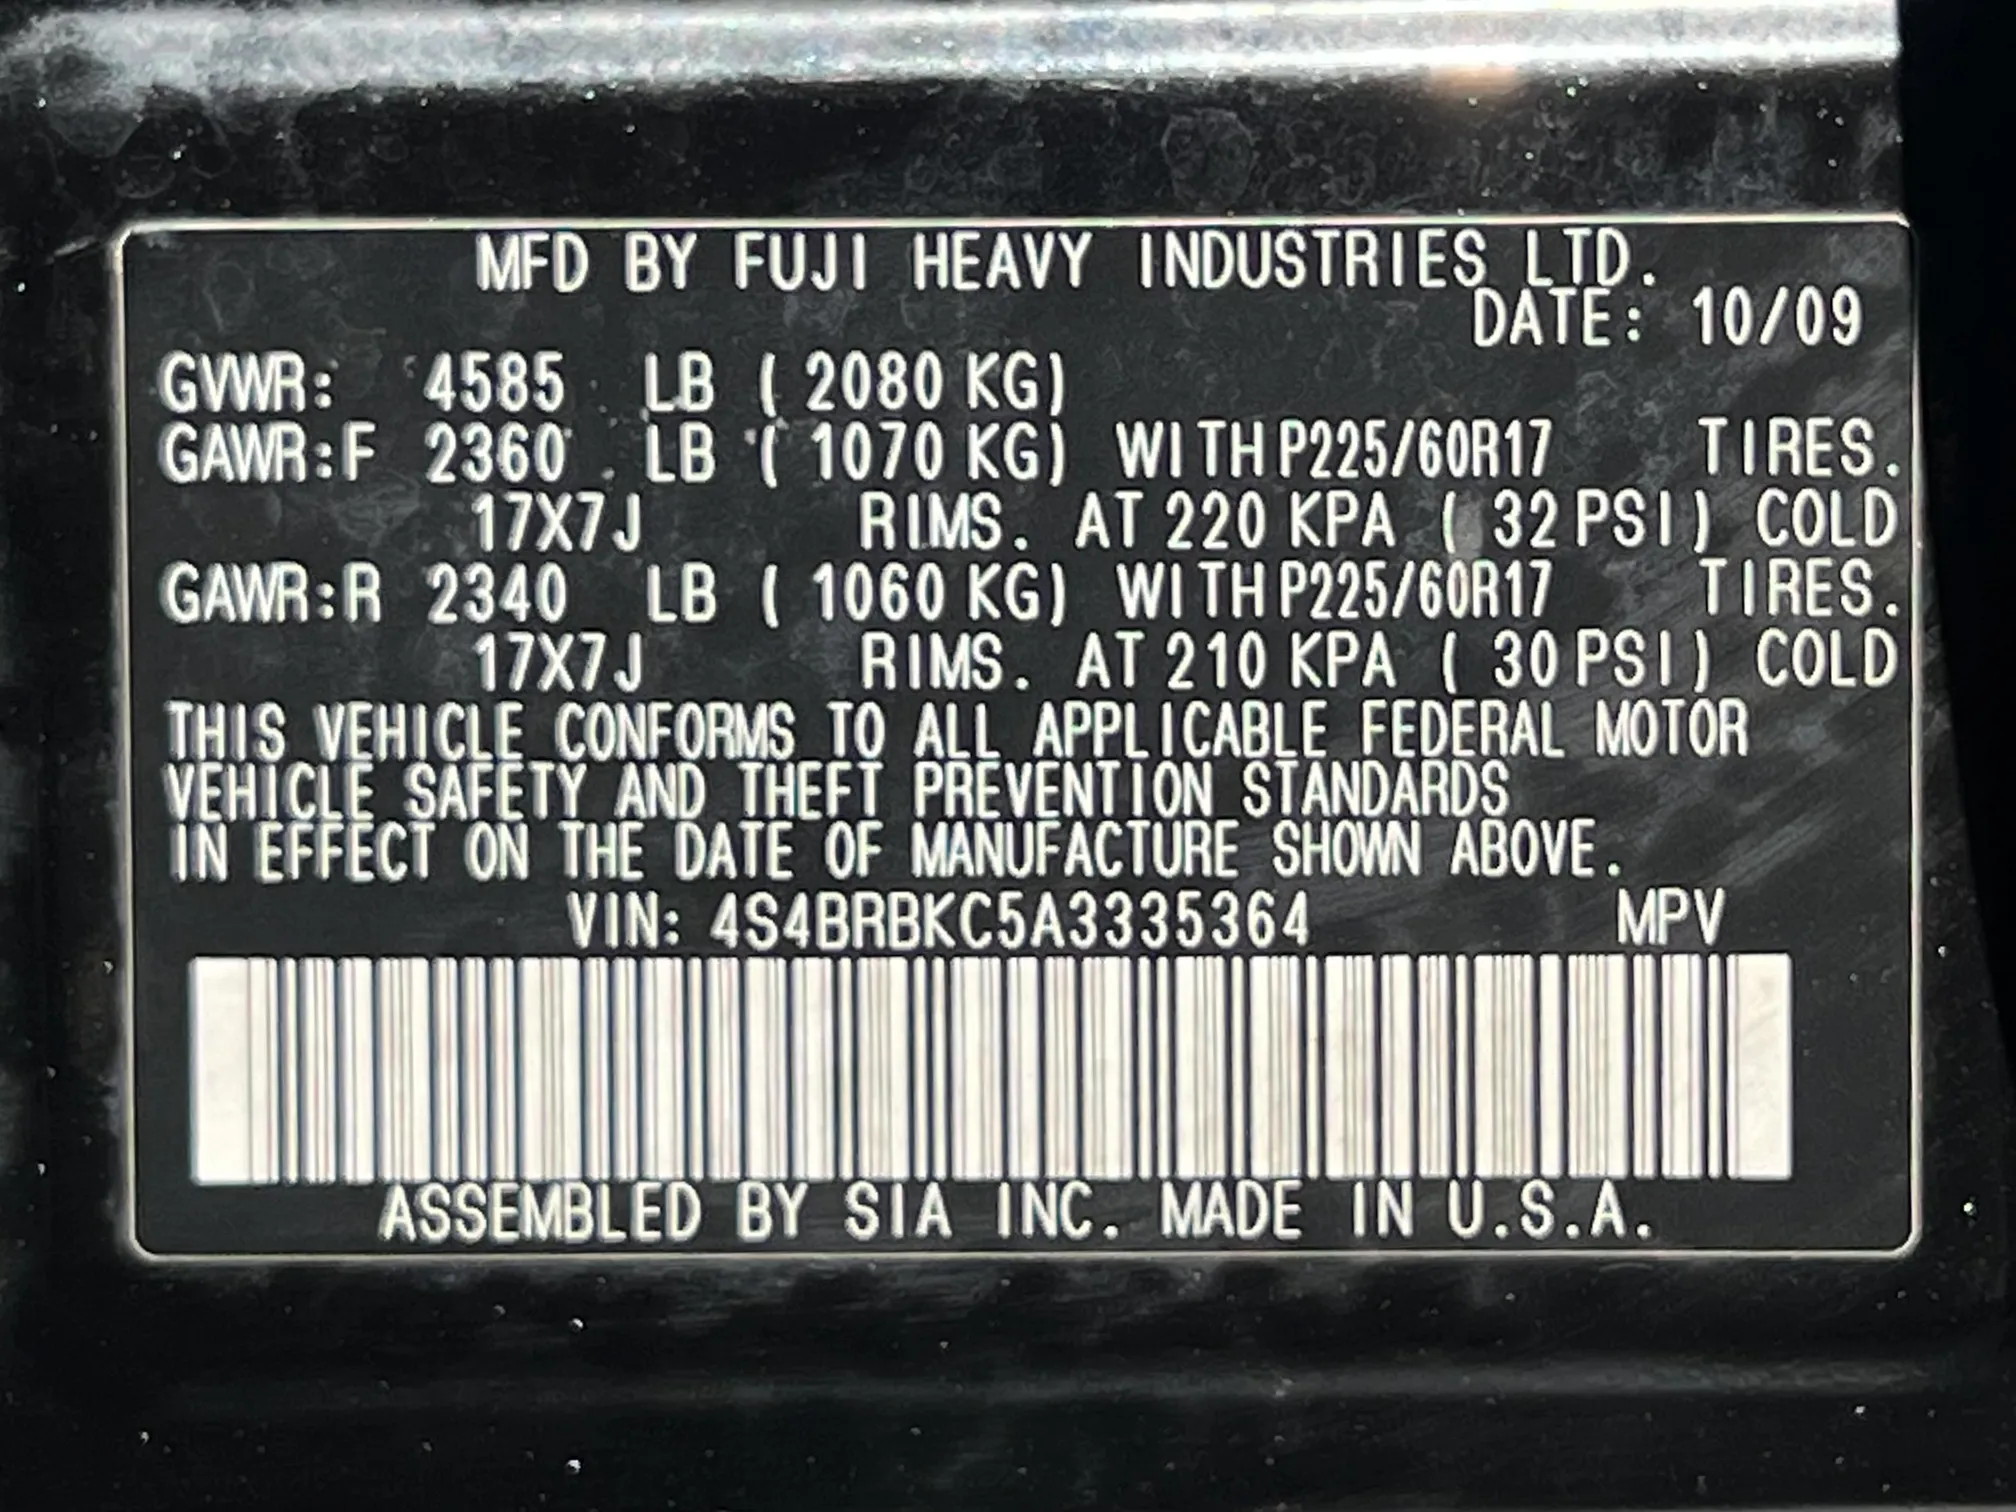 MFD BY FUJI HEAVY INDUSTRIES LTD.
DATE: 10/09
GVWR: 4585 LB ( 2080 KG)
GAWR:F 2360 LB ( 1070 KG) WITH P225/60R17 TIRES.
17X7J RIMS. AT 220 KPA ( 32 PSI) COLD
GAWR:R 2340 LB ( 1060 KG) WITH P225/60R17 TIRES.
17X7J RIMS. AT 210 KPA ( 30 PSI) COLD
THIS VEHICLE CONFORMS TO ALL APPLICABLE FEDERAL MOTOR
VEHICLE SAFETY AND THEFT PREVENTION STANDARDS
IN EFFECT ON THE DATE OF MANUFACTURE SHOWN ABOVE.
VIN: 4S4BRBKC5A3335364 MPV
ASSEMBLED BY SIA INC. MADE IN U.S.A.